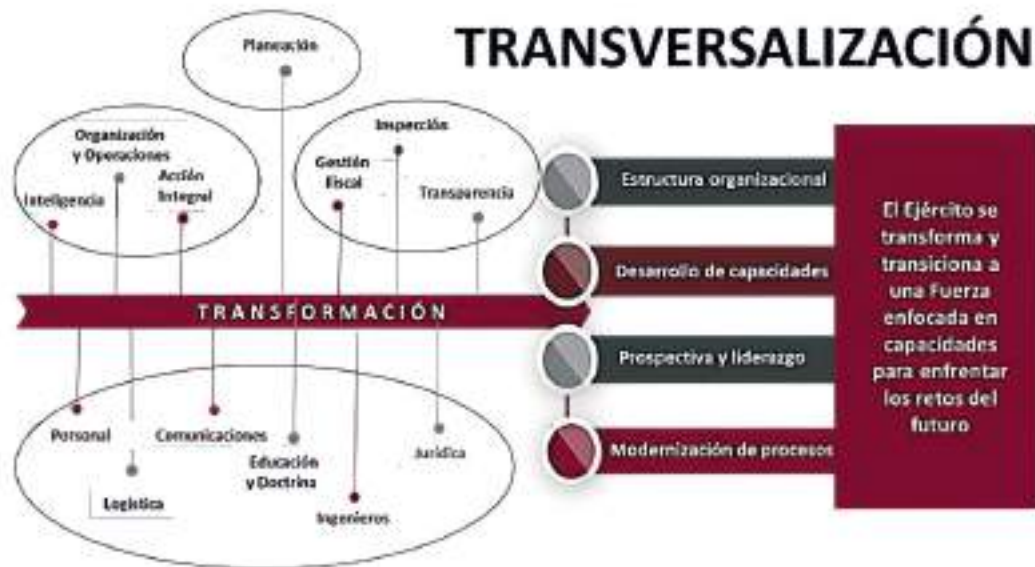 TRANSVERSALIZACIÓN
Planeación
Organización
y Operaciones
Inteligencia
Acción
Integral
Inspección
Gestión
Fiscal
Transparencia
TRANSFORMACIÓN
Personal
Logística
Comunicaciones
Educación
y Doctrina
Ingenieros
Jurídica
Estructura organizacional
Desarrollo de capacidades
Prospectiva y liderazgo
Modernización de procesos
El Ejército se
transforma y
transiciona a
una Fuerza
enfocada en
capacidades
para enfrentar
los retos del
futuro